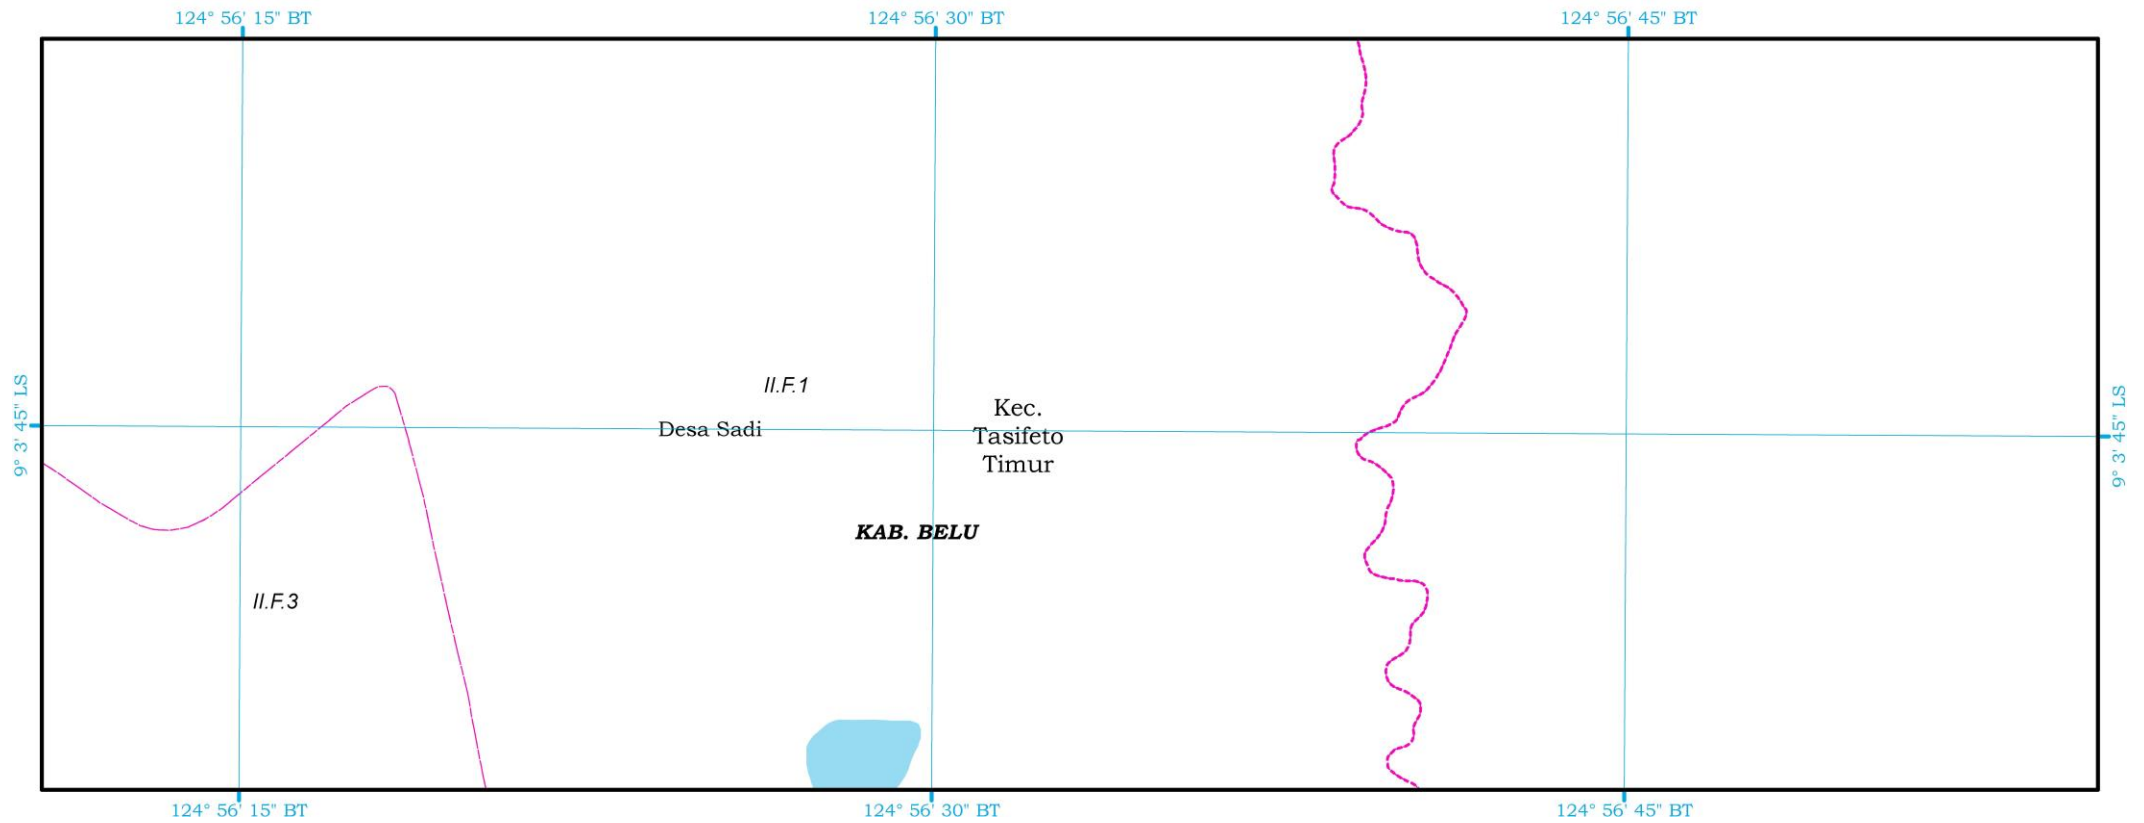 124° 56' 15" BT
124° 56' 30" BT
124° 56' 45" BT
9° 3' 45" LS
9° 3' 45" LS
II.F.1
Desa Sadi
Kec.
Tasifeto
Timur
KAB. BELU
II.F.3
124° 56' 15" BT
124° 56' 30" BT
124° 56' 45" BT